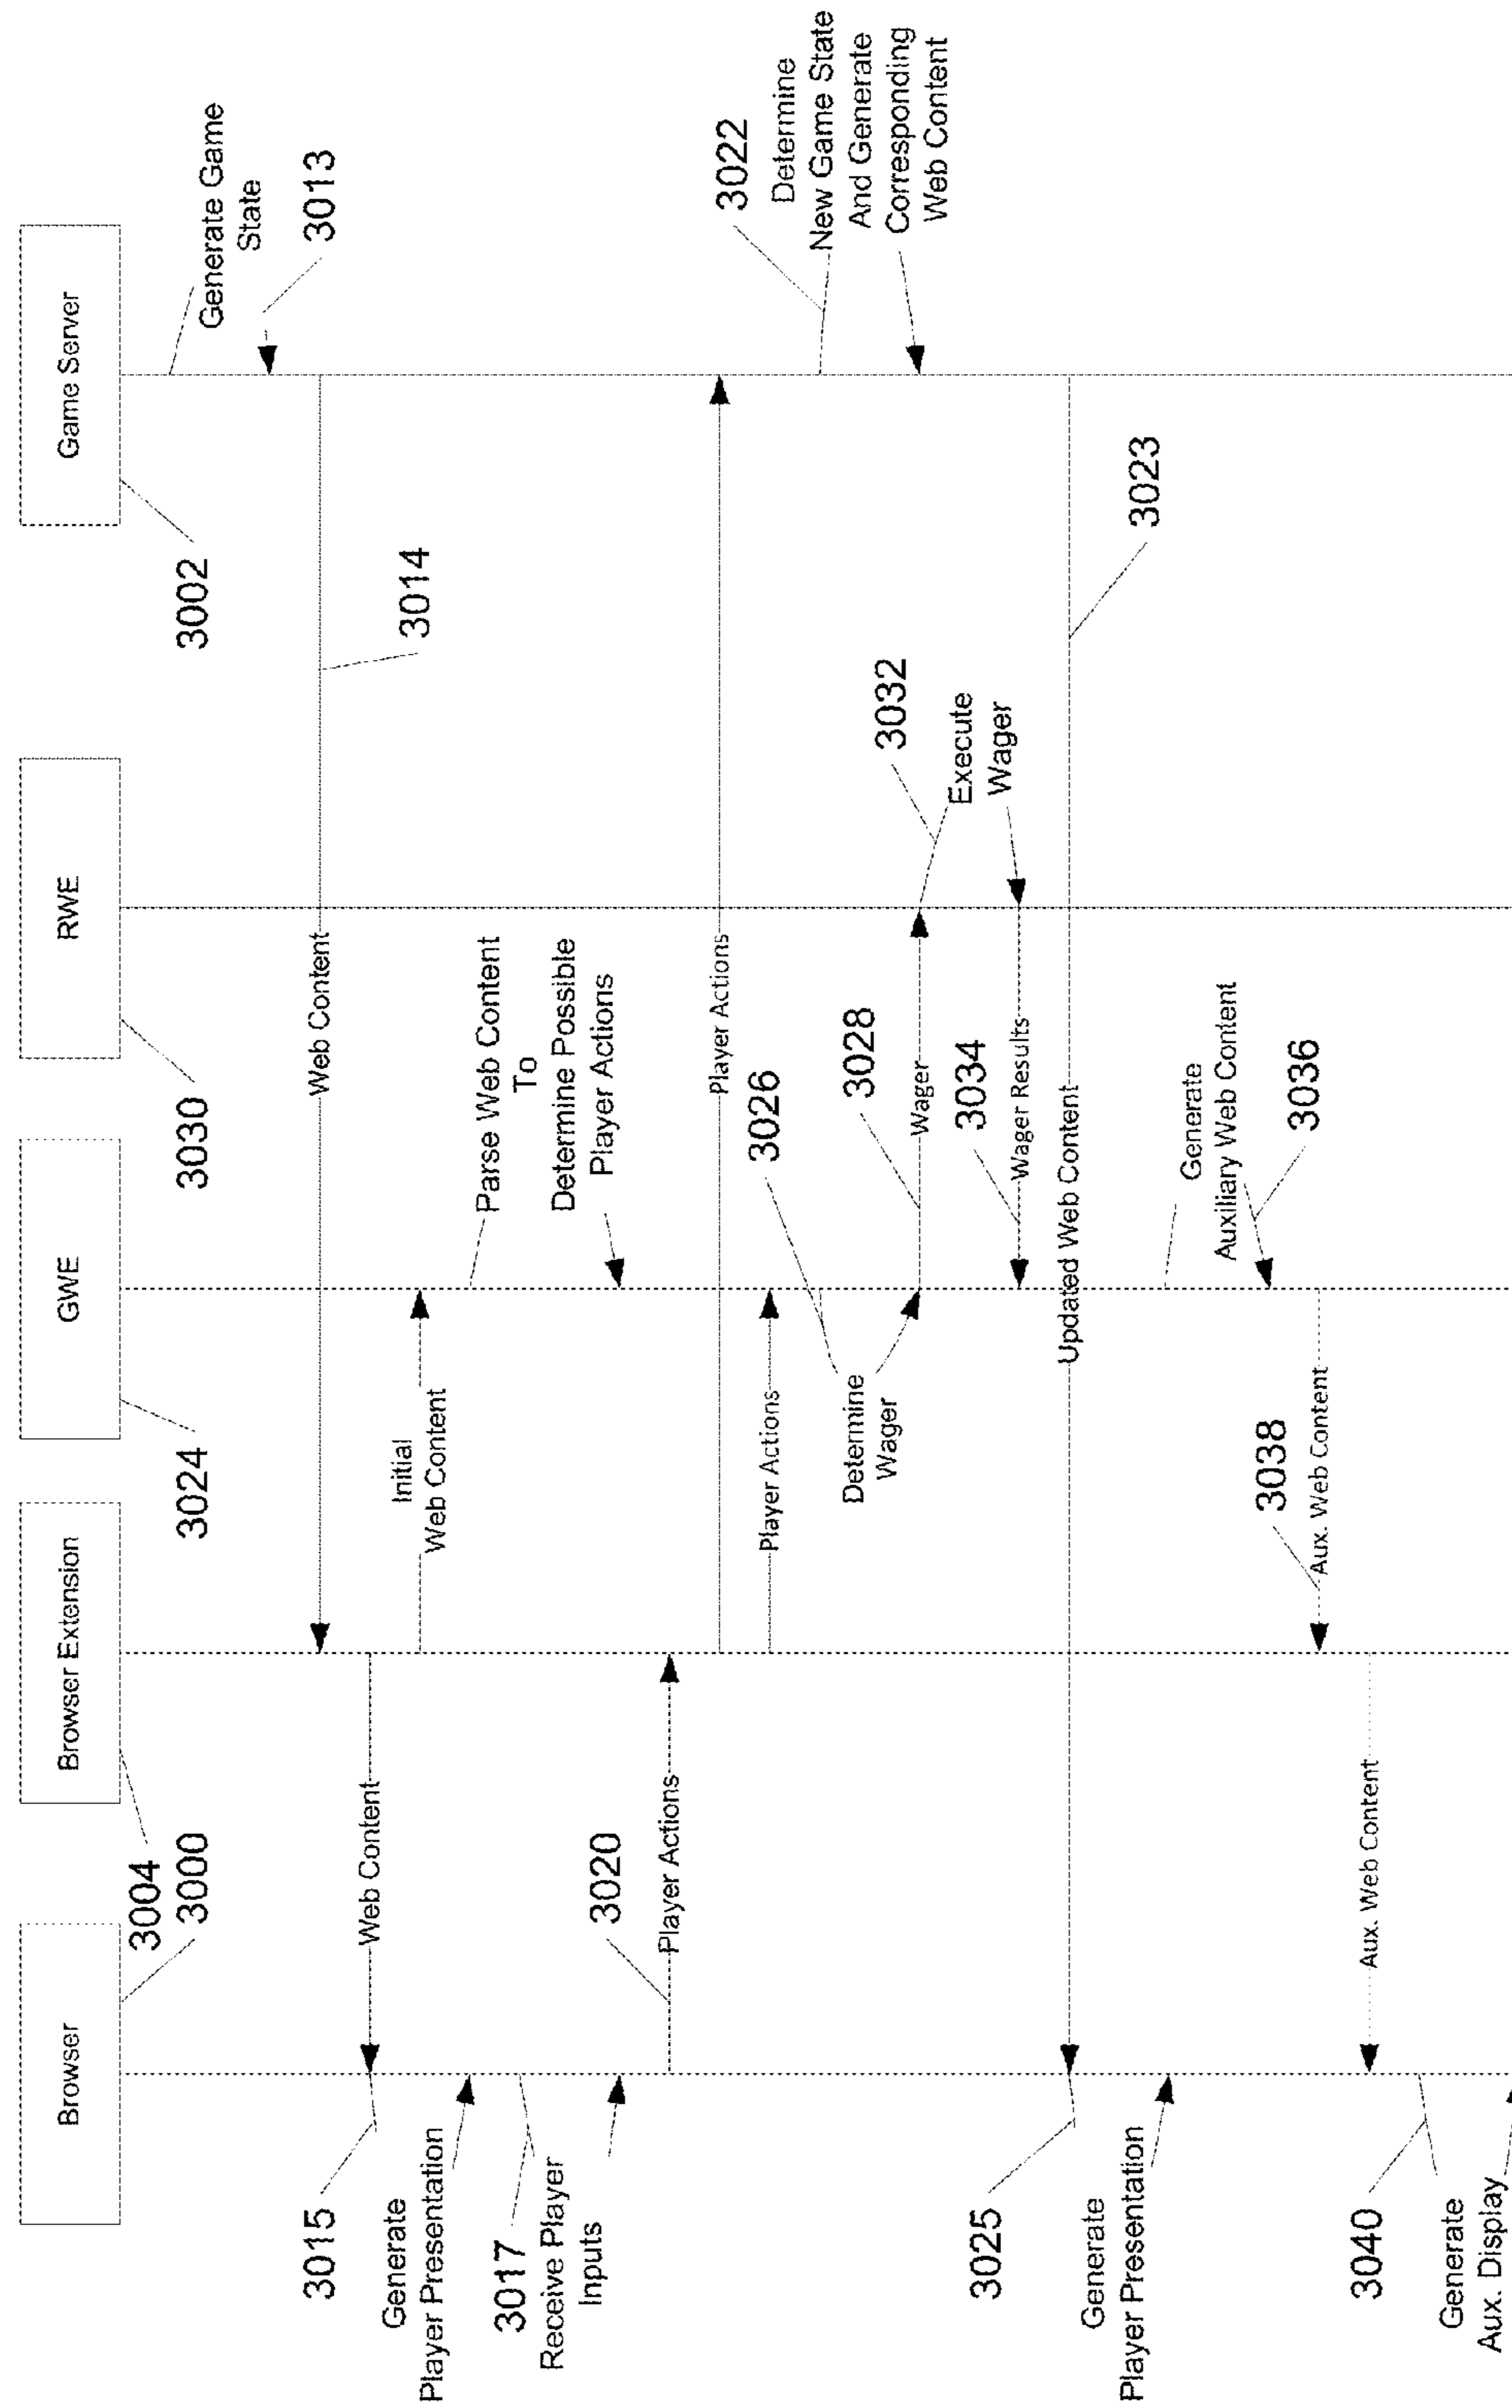 Browser
Browser Extension
GWE
RWE
Game Server
3004
3000
3024
3030
3002
Generate Game
State
3013
Web Content
3014
3015
Web Content
Generate
Player Presentation
Initial
Web Content
Parse Web Content
To
Determine Possible
Player Actions
3017
Receive Player
Inputs
3020
Player Actions
Player Actions
Player Actions
3022
Determine
New Game State
And Generate
Corresponding
Web Content
3026
Determine
Wager
3028
Wager
3032
Execute
Wager
3034
Wager Results
Updated Web Content
3023
3025
Generate
Player Presentation
Generate
Auxiliary Web Content
3036
3038
Aux. Web Content
Aux. Web Content
3040
Generate
Aux. Display